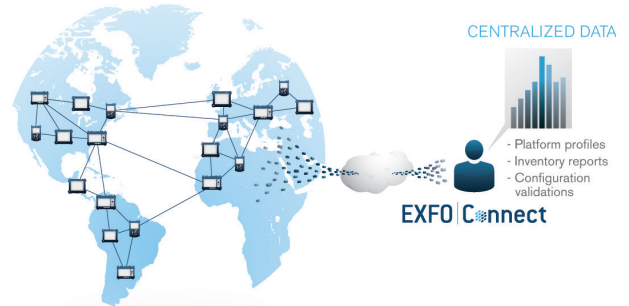 CENTRALIZED DATA
- Platform profiles
- Inventory reports
- Configuration
validations
EXFO Connect